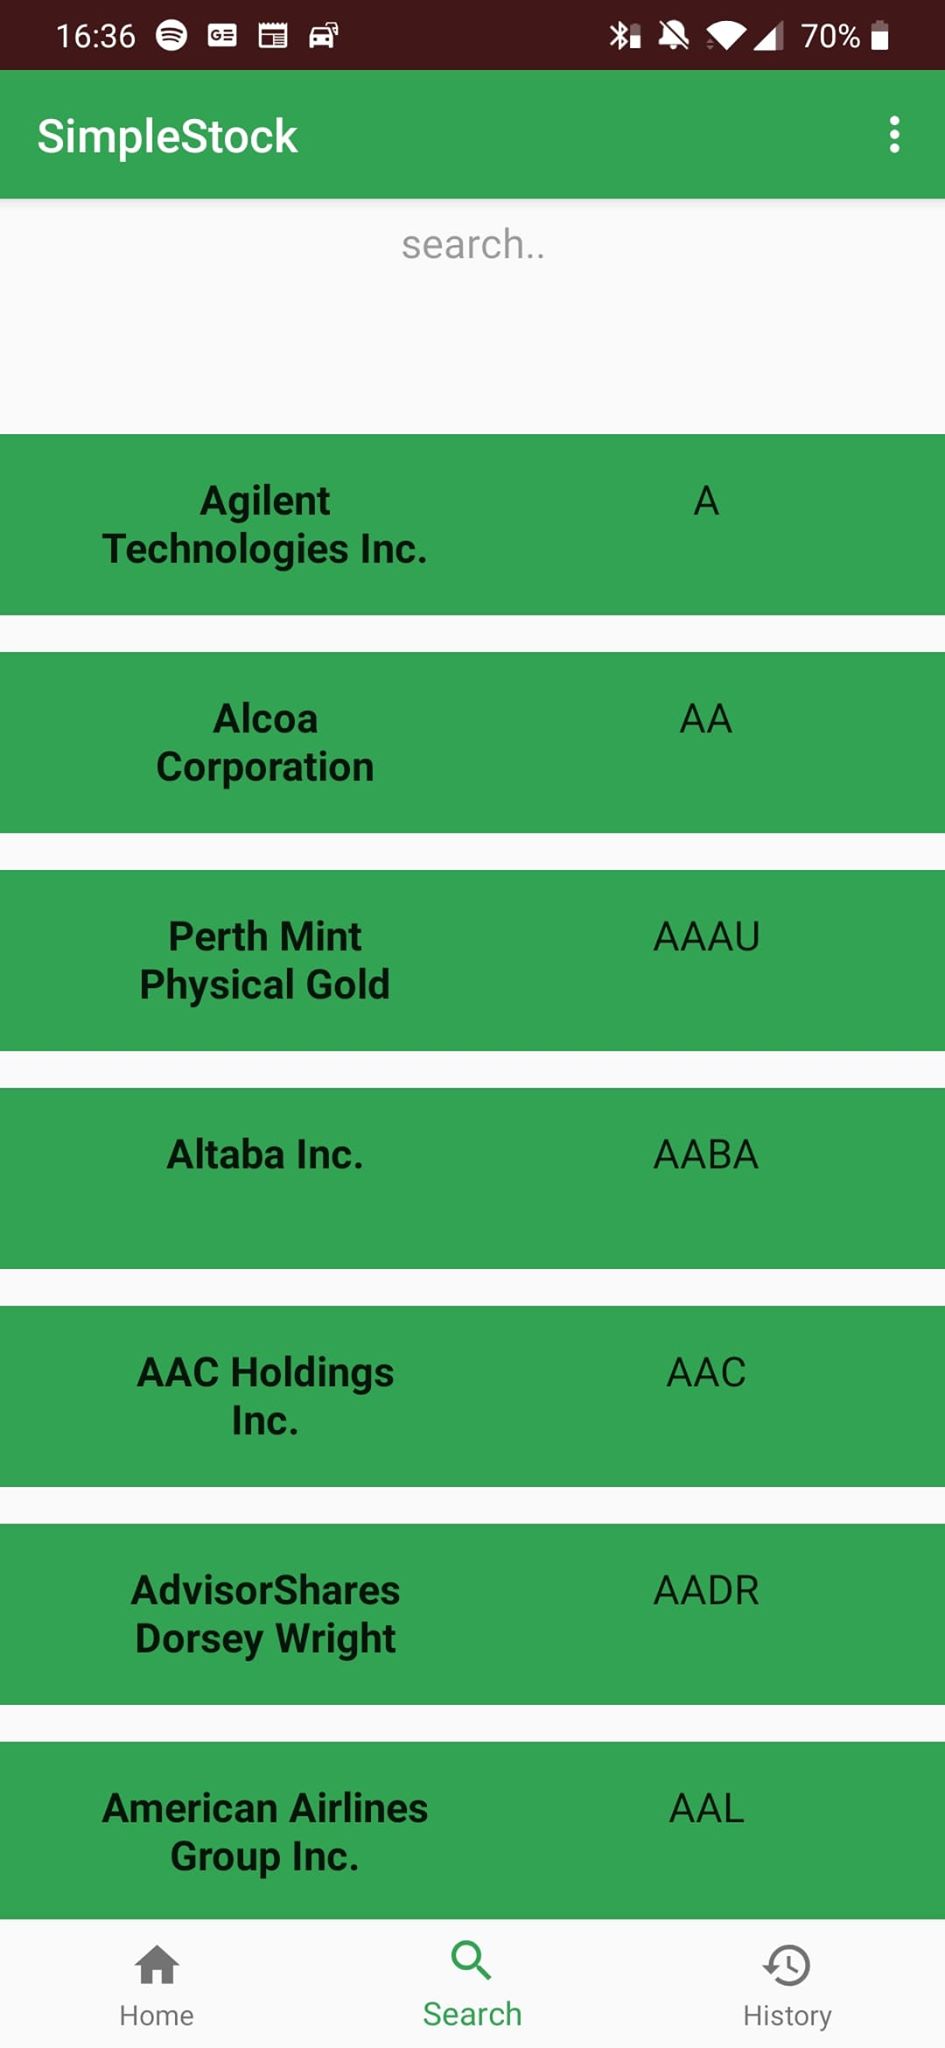 16:36
70%
SimpleStock
search..
Agilent
Technologies Inc.
A
Alcoa
Corporation
AA
Perth Mint
Physical Gold
AAAU
Altaba Inc.
AABA
AAC Holdings
Inc.
AAC
AdvisorShares
Dorsey Wright
AADR
American Airlines
Group Inc.
AAL
Home
Search
History